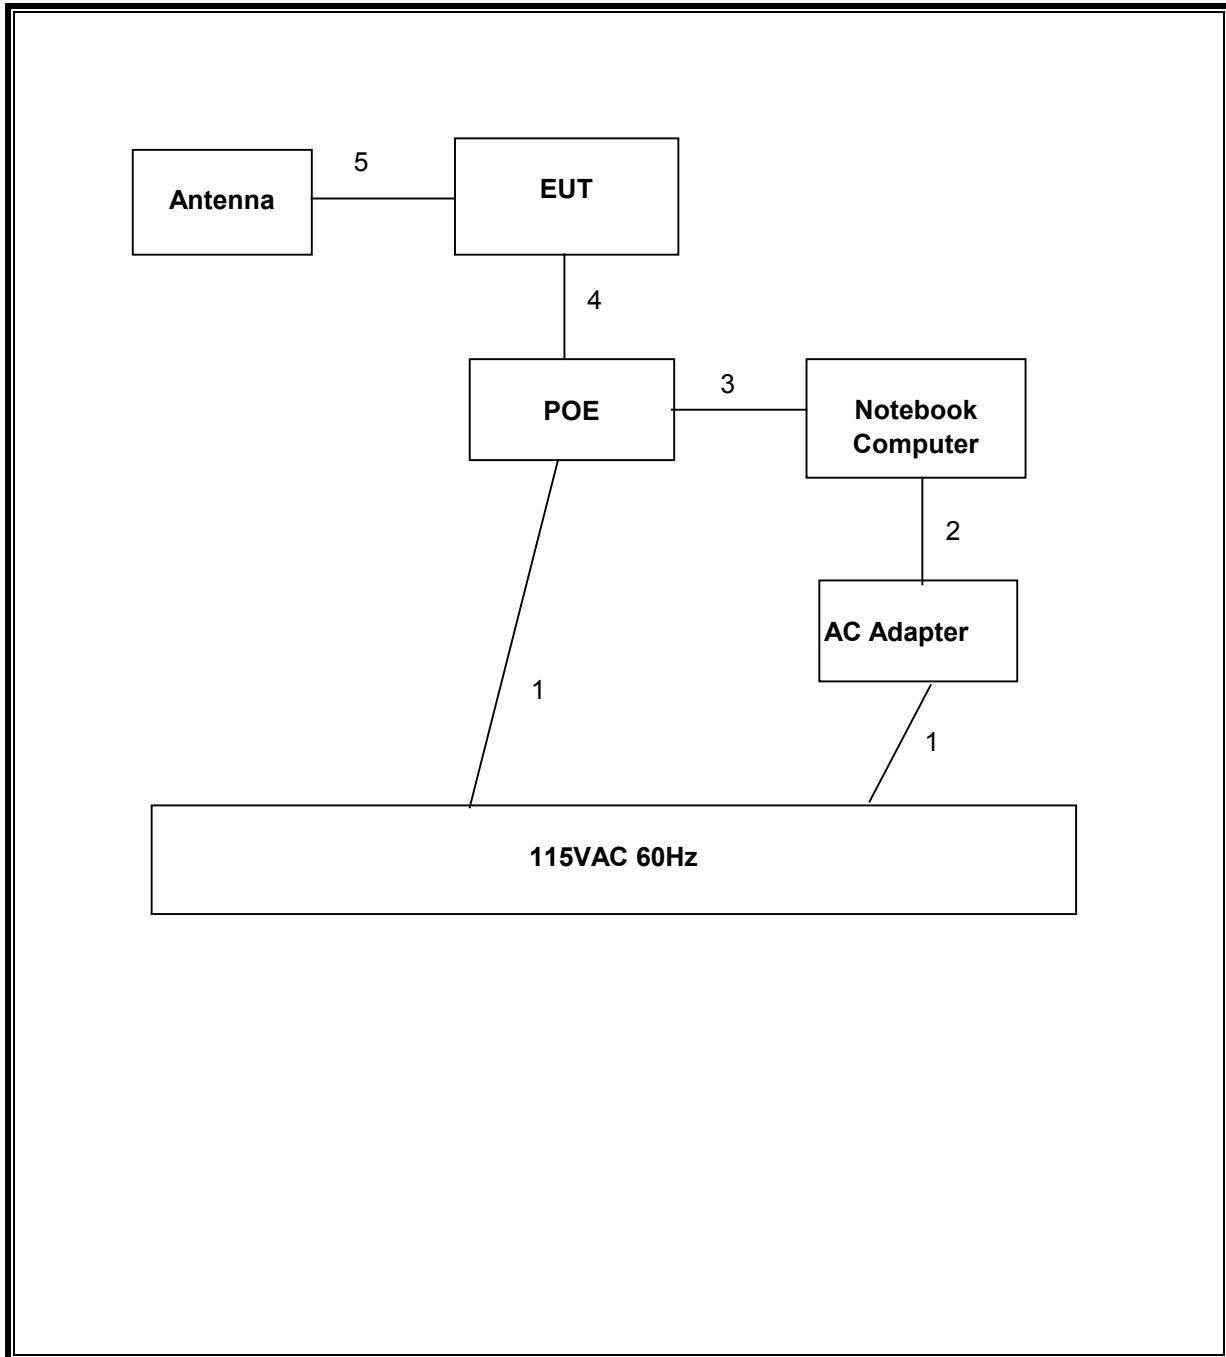 5
Antenna
EUT
4
POE
3
Notebook
Computer
2
AC Adapter
1
1
115VAC 60Hz